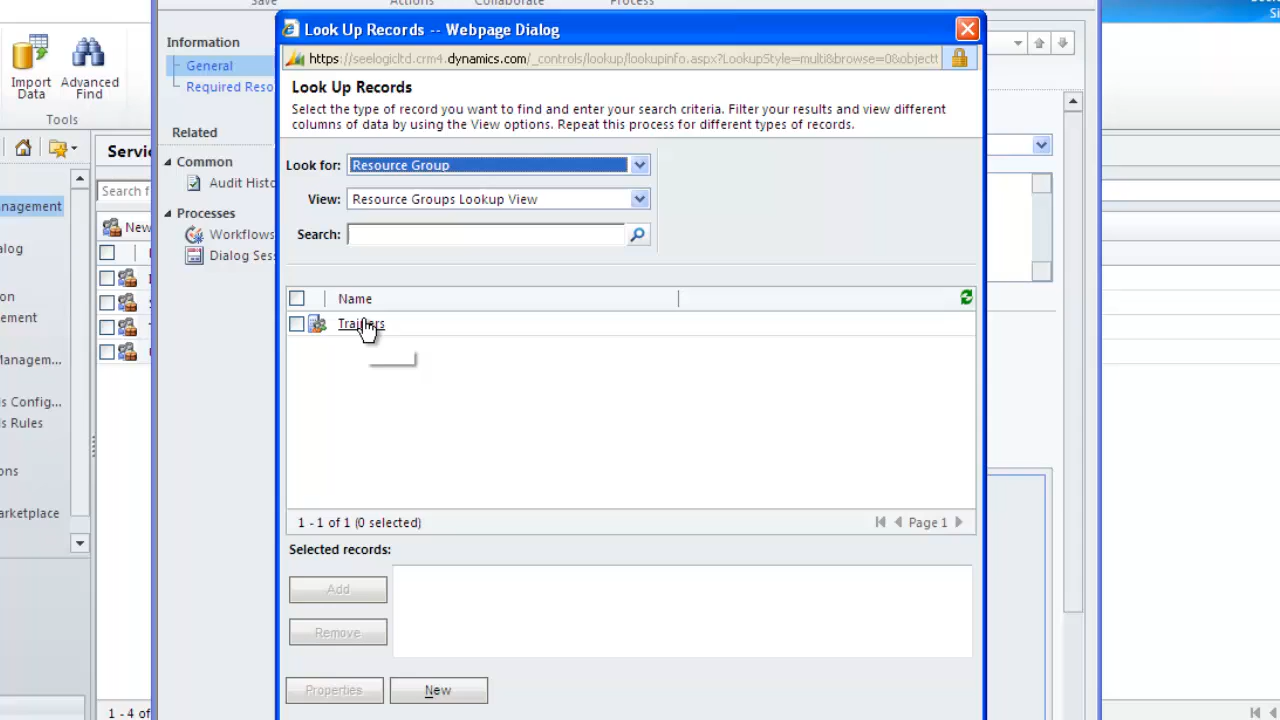 Save
Actions
Collaborate
Process
Import
Data
Advanced
Find
Tools
Search f
anagement
New
alog
on
ement
Managem...
s Config...
s Rules
ons
arketplace
1 - 4 of
Information
General
Required Reso
Related
Common
Audit Histo
Processes
Workflows
Dialog Ses
Look Up Records -- Webpage Dialog
https://seelogicltd.crm4.dynamics.com/_controls/lookup/lookupinfo.aspx?LookupStyle=multi&browse=0&objectt
Look Up Records
Select the type of record you want to find and enter your search criteria. Filter your results and view different
columns of data by using the View options. Repeat this process for different types of records.
Look for: Resource Group
View: Resource Groups Lookup View
Search:
Name
Trainers
1 - 1 of 1 (0 selected)
Page 1
Selected records:
Add
Remove
Properties
New